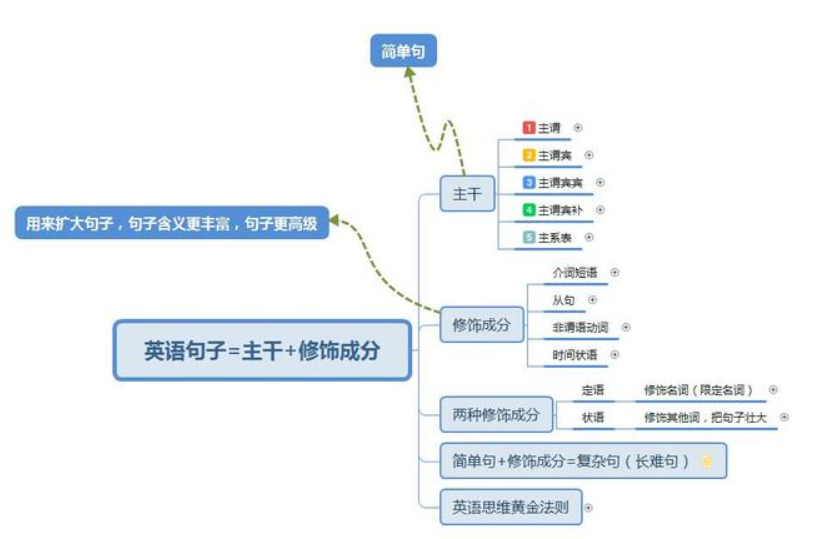 简单句
1 主谓
2 主谓宾
3 主谓宾宾
4 主谓宾补
5 主系表
主干
用来扩大句子，句子含义更丰富，句子更高级
介词短语
从句
非谓语动词
时间状语
修饰成分
英语句子=主干+修饰成分
定语 修饰名词（限定名词）
状语 修饰其他词，把句子壮大
两种修饰成分
简单句+修饰成分=复杂句（长难句）
英语思维黄金法则